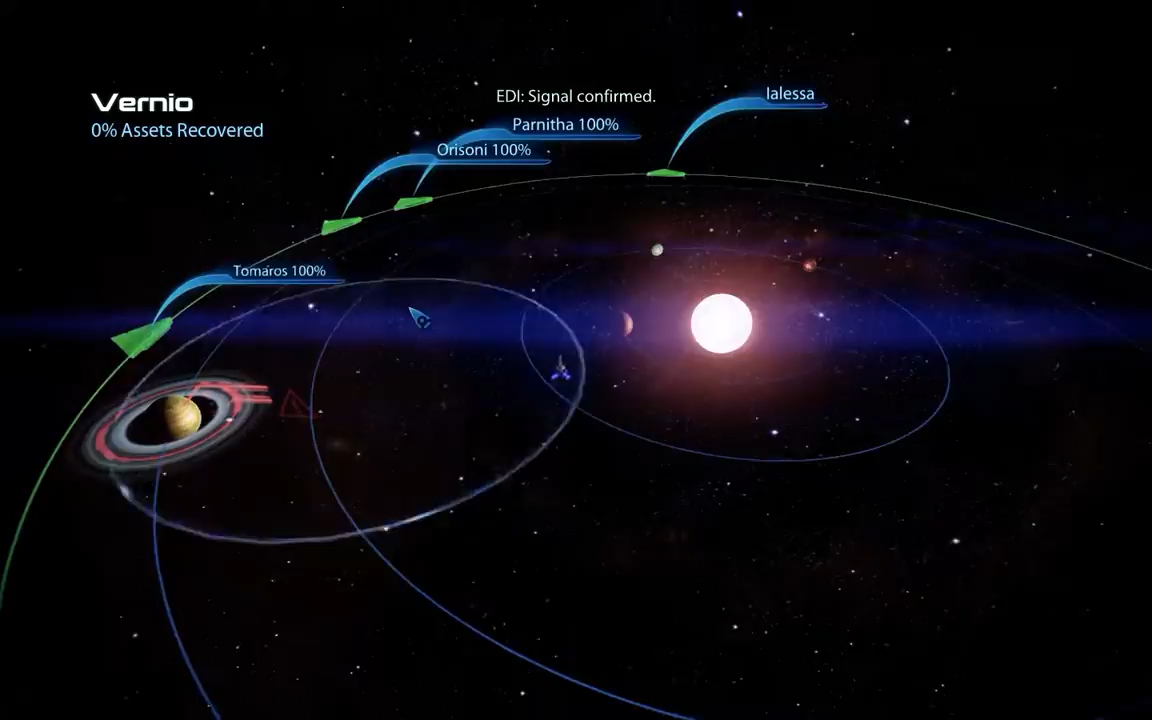 Vernio
0% Assets Recovered
EDI: Signal confirmed.
Ialessa
Parnitha 100%
Orisoni 100%
Tomaros 100%